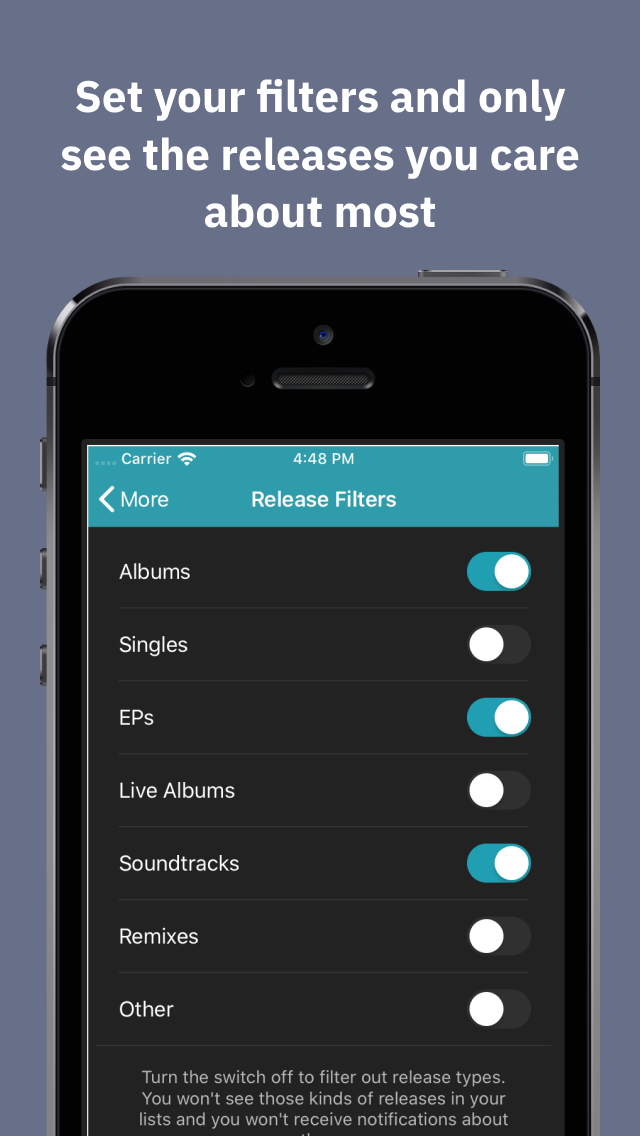 Set your filters and only
see the releases you care
about most
Carrier 4:48 PM
More Release Filters
Albums
Singles
EPs
Live Albums
Soundtracks
Remixes
Other
Turn the switch off to filter out release types.
You won't see those kinds of releases in your
lists and you won't receive notifications about